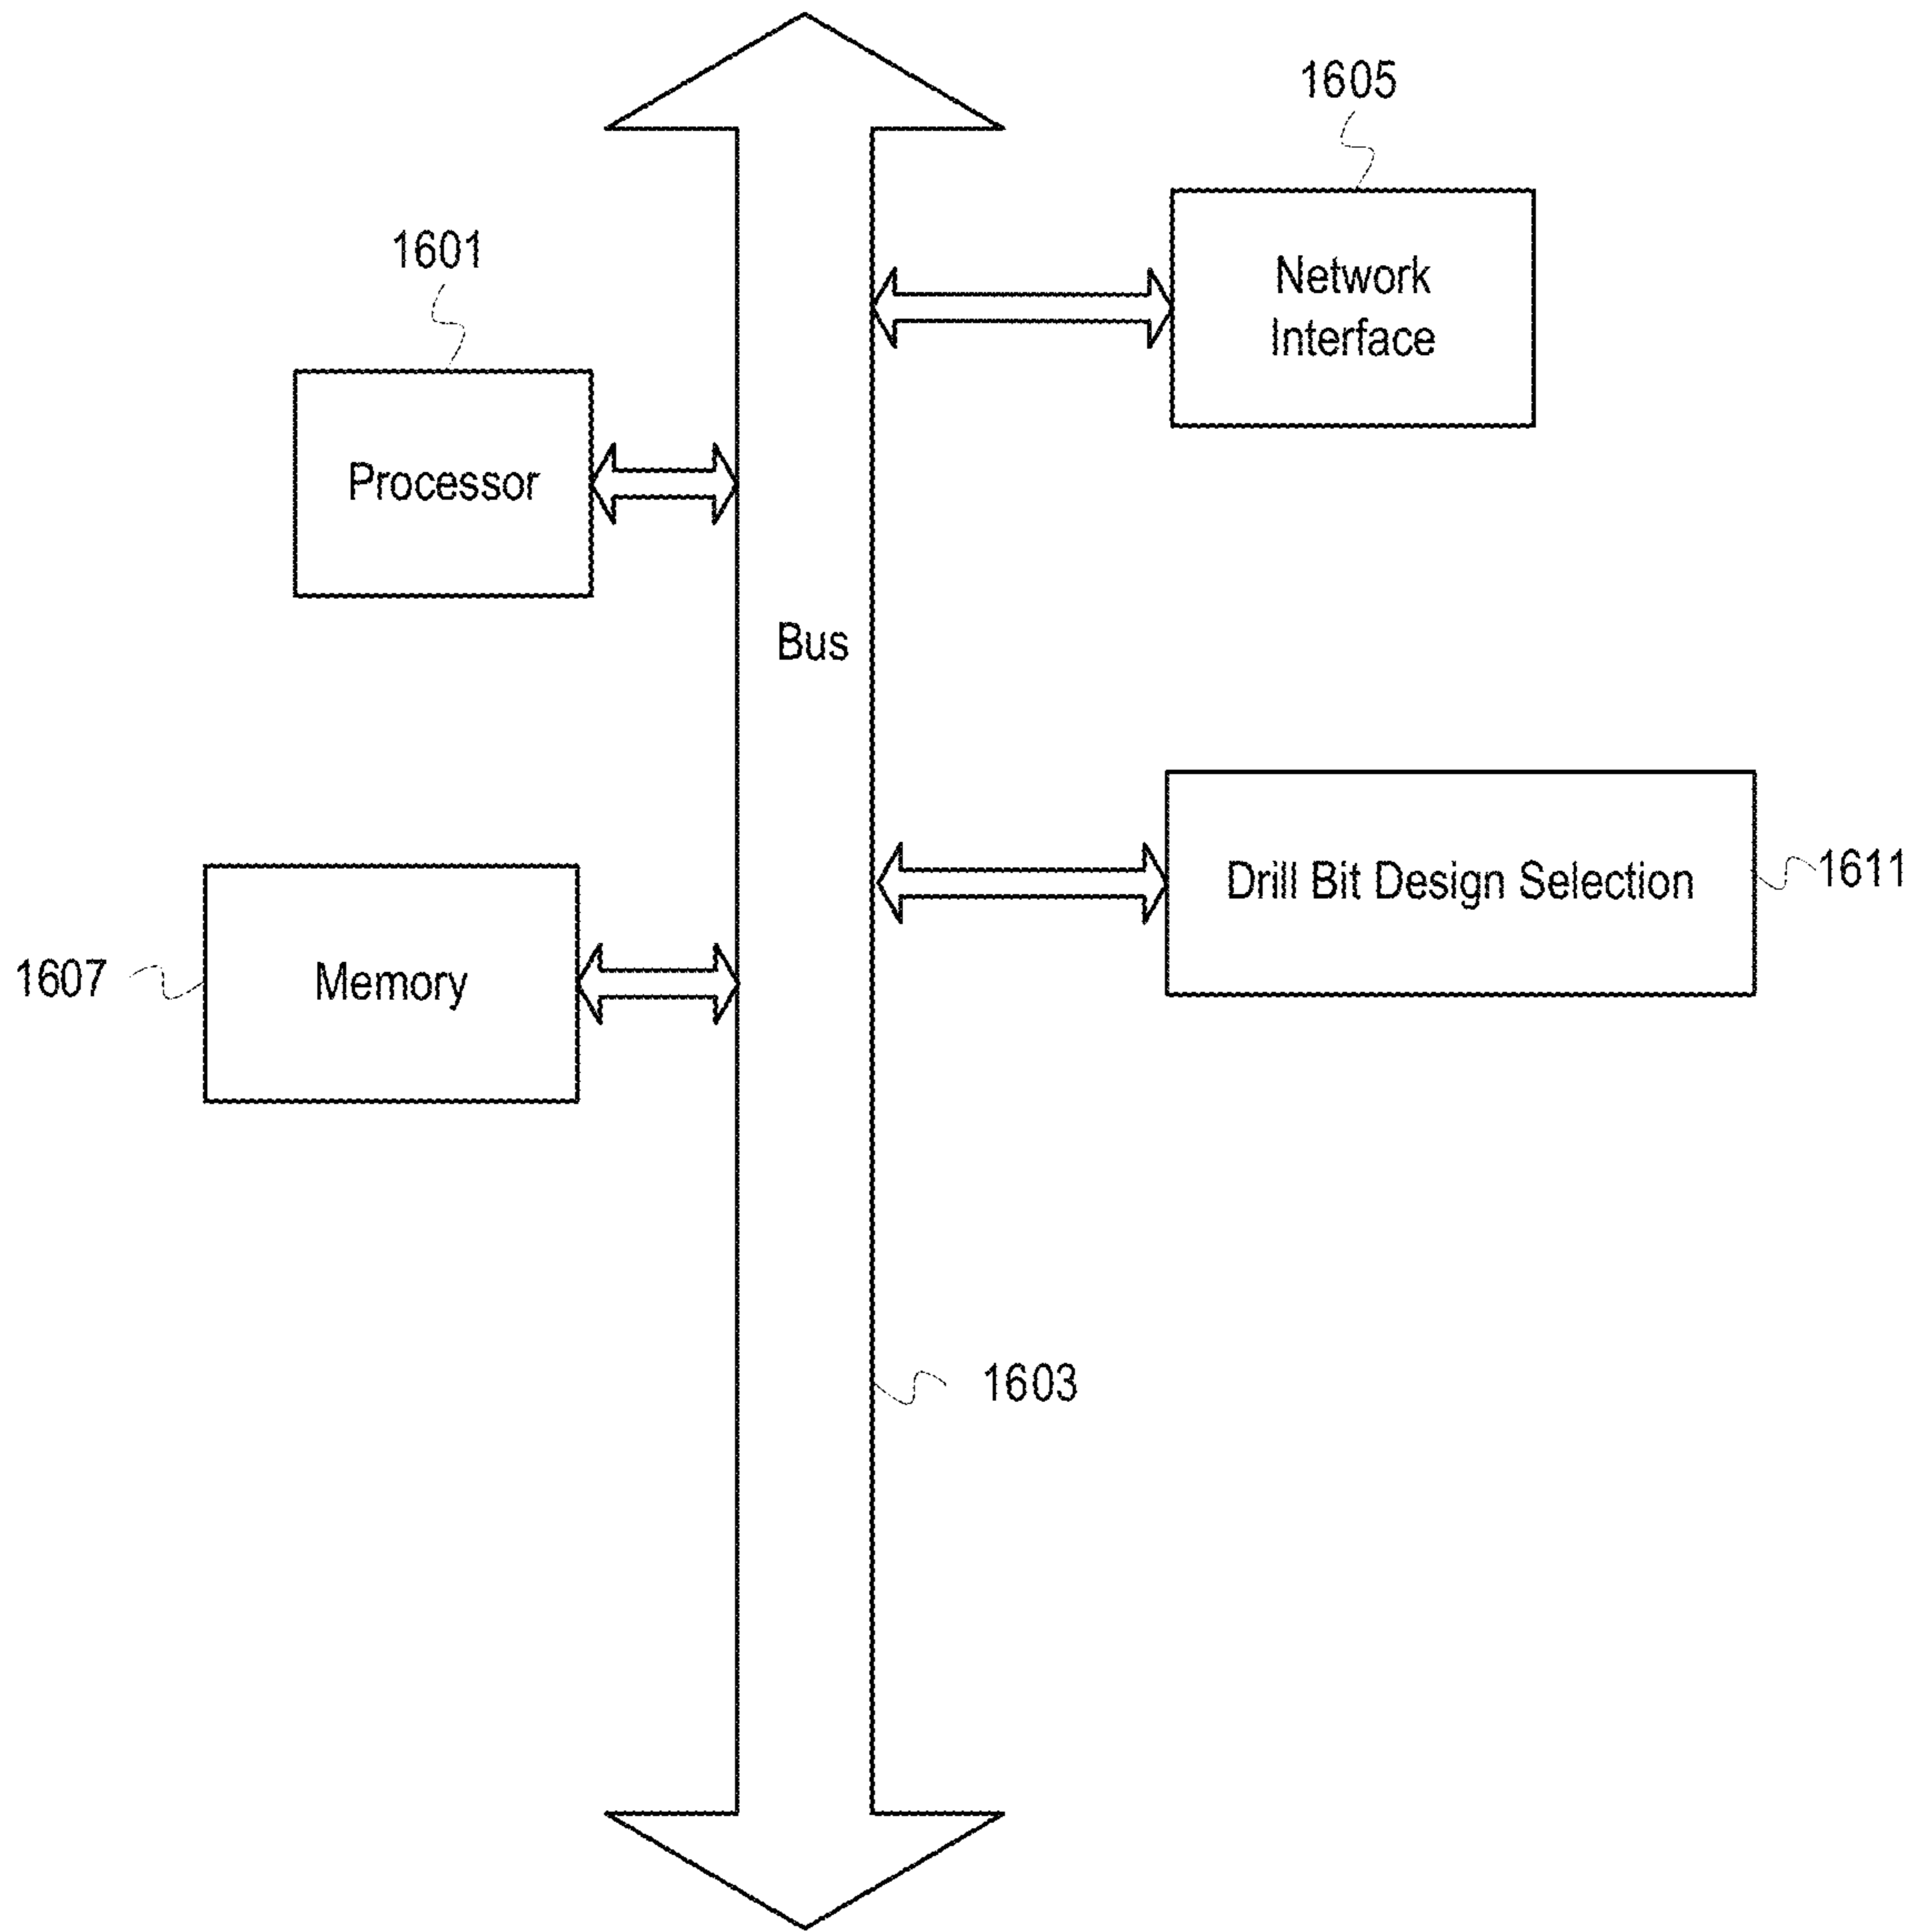 1605
Network
Interface
1601
Processor
Bus
Drill Bit Design Selection
1611
1607
Memory
1603